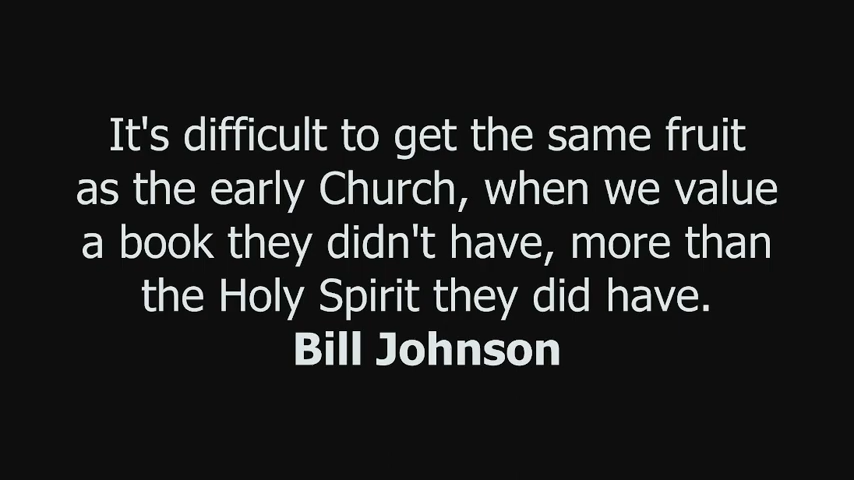 It's difficult to get the same fruit
as the early Church, when we value
a book they didn't have, more than
the Holy Spirit they did have.
Bill Johnson